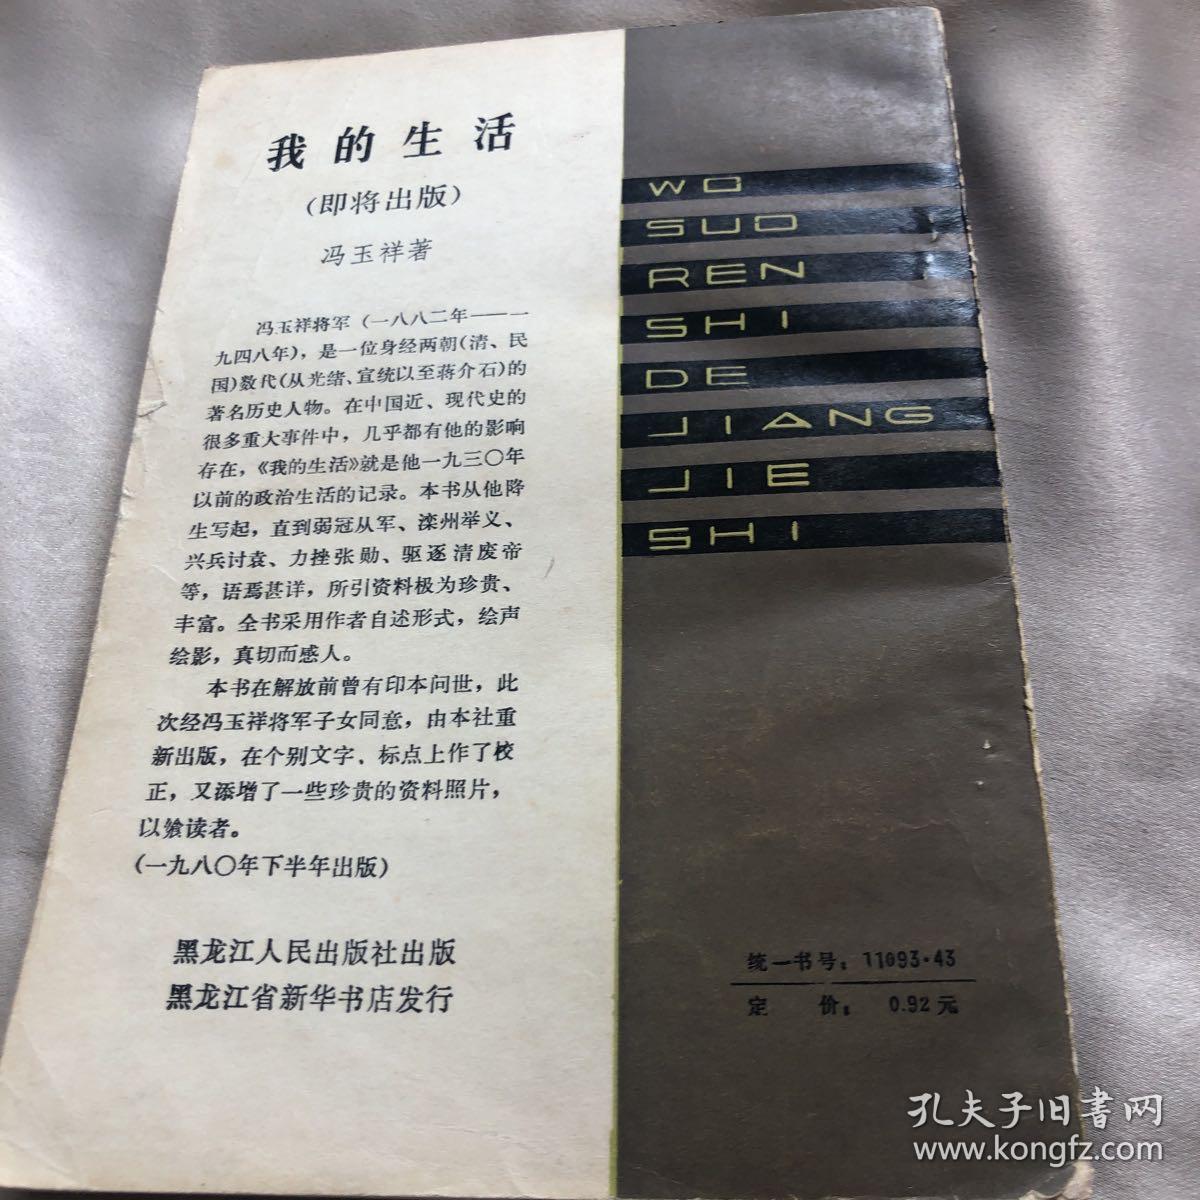 我的生活
(即将出版)
冯玉祥著
冯玉祥将军(一八八二年——一
九四八年),是一位身经两朝(清、民
国)数代(从光绪、宣统以至蒋介石)的
著名历史人物。在中国近、现代史的
很多重大事件中,几乎都有他的影响
存在,《我的生活》就是他一九三〇年
以前的政治生活的记录。本书从他降
生写起,直到弱冠从军、滦州举义、
兴兵讨袁、力挫张勋、驱逐清废帝
等,语焉甚详,所引资料极为珍贵、
丰富。全书采用作者自述形式,绘声
绘影,真切而感人。
本书在解放前曾有印本问世,此
次经冯玉祥将军子女同意,由本社重
新出版,在个别文字、标点上作了校
正,又添增了一些珍贵的资料照片,
以飨读者。
(一九八〇年下半年出版)
黑龙江人民出版社出版
黑龙江省新华书店发行
WO
SUO
REN
SHI
DE
JIANG
JIE
SHI
统一书号:11093·43
定 价: 0.92元
孔夫子旧書网
www.kongfz.com